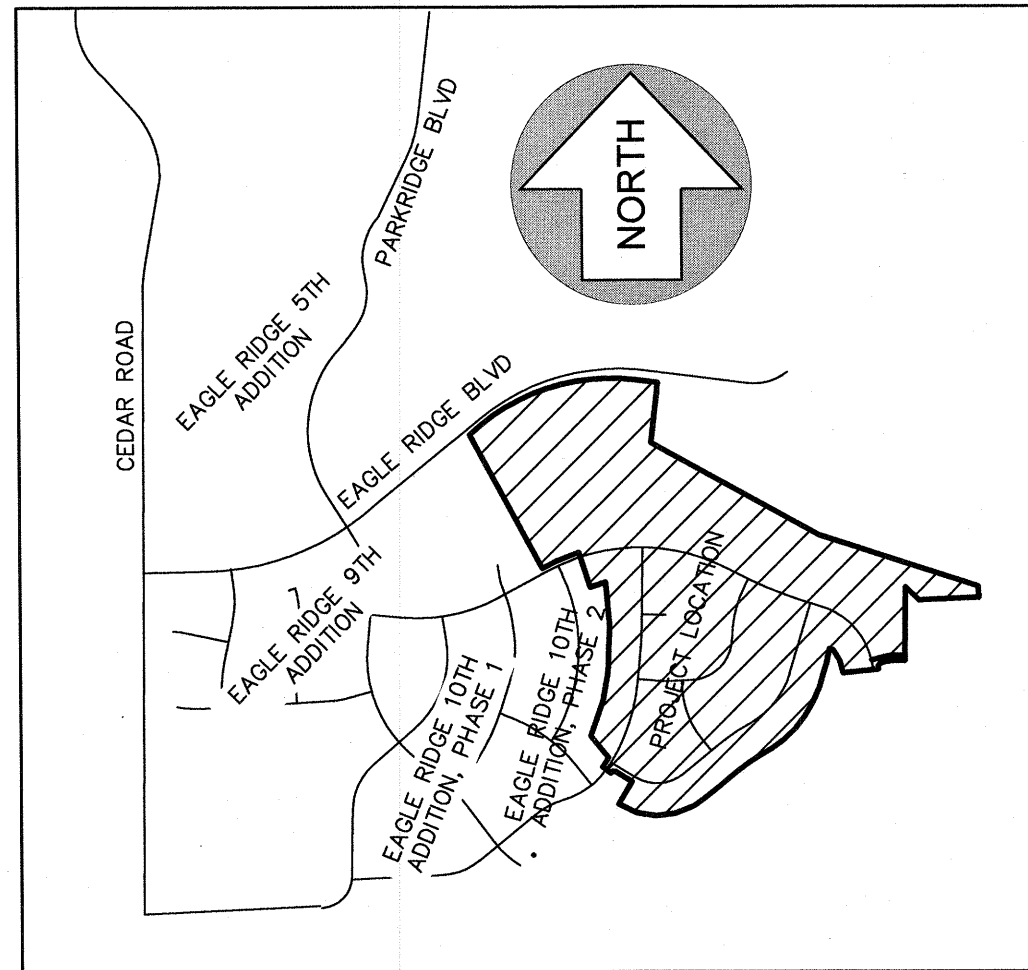 PARKRIDGE BLVD
NORTH
EAGLE RIDGE 5TH
ADDITION
CEDAR ROAD
EAGLE RIDGE BLVD
7
EAGLE RIDGE 9TH
ADDITION
EAGLE RIDGE 10TH
ADDITION, PHASE 1
EAGLE RIDGE 10TH
ADDITION, PHASE 2
PROJECT LOCATION